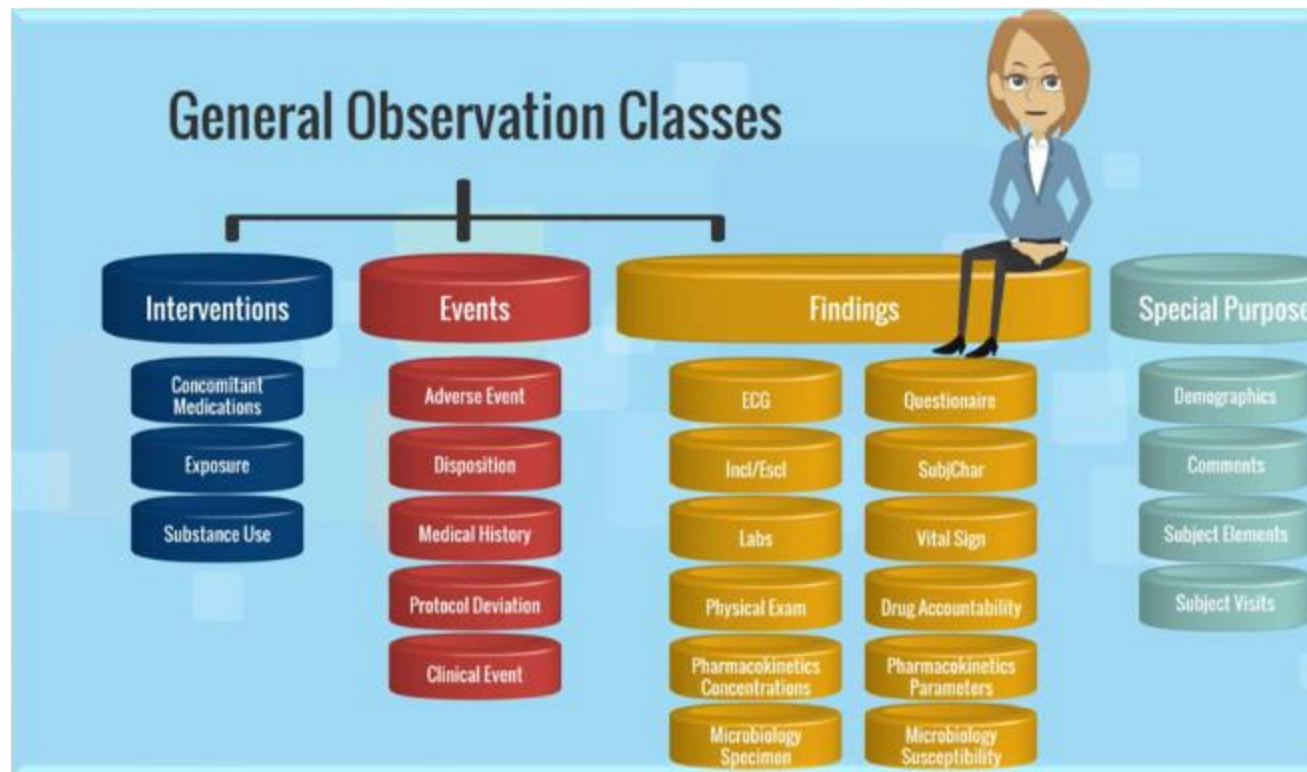 General Observation Classes
Interventions
Concomitant
Medications
Exposure
Substance Use
Events
Adverse Event
Disposition
Medical History
Protocol Deviation
Clinical Event
Findings
ECG
Incl/Escl
Labs
Physical Exam
Pharmacokinetics
Concentrations
Microbiology
Specimen
Questionaire
SubjChar
Vital Sign
Drug Accountability
Pharmacokinetics
Parameters
Microbiology
Susceptibility
Special Purpose
Demographics
Comments
Subject Elements
Subject Visits